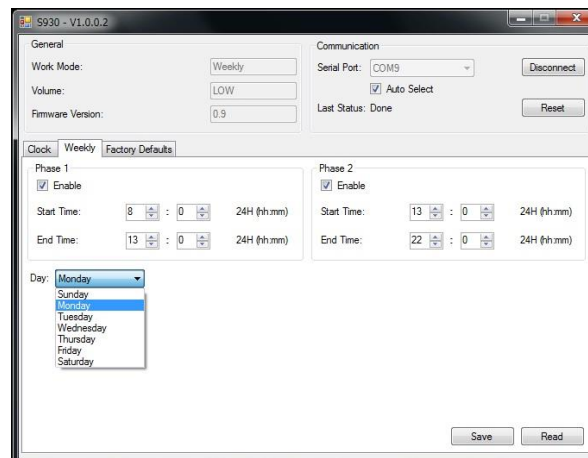 S930 - V1.0.0.2
General
Work Mode: Weekly
Volume: LOW
Firmware Version: 0.9
Communication
Serial Port: COM9 Disconnect
Auto Select
Last Status: Done Reset
Clock Weekly Factory Defaults
Phase 1
Enable
Start Time: 8 : 0 24H (hh:mm)
End Time: 13 : 0 24H (hh:mm)
Phase 2
Enable
Start Time: 13 : 0 24H (hh:mm)
End Time: 22 : 0 24H (hh:mm)
Day: Monday
Sunday
Monday
Tuesday
Wednesday
Thursday
Friday
Saturday
Save Read